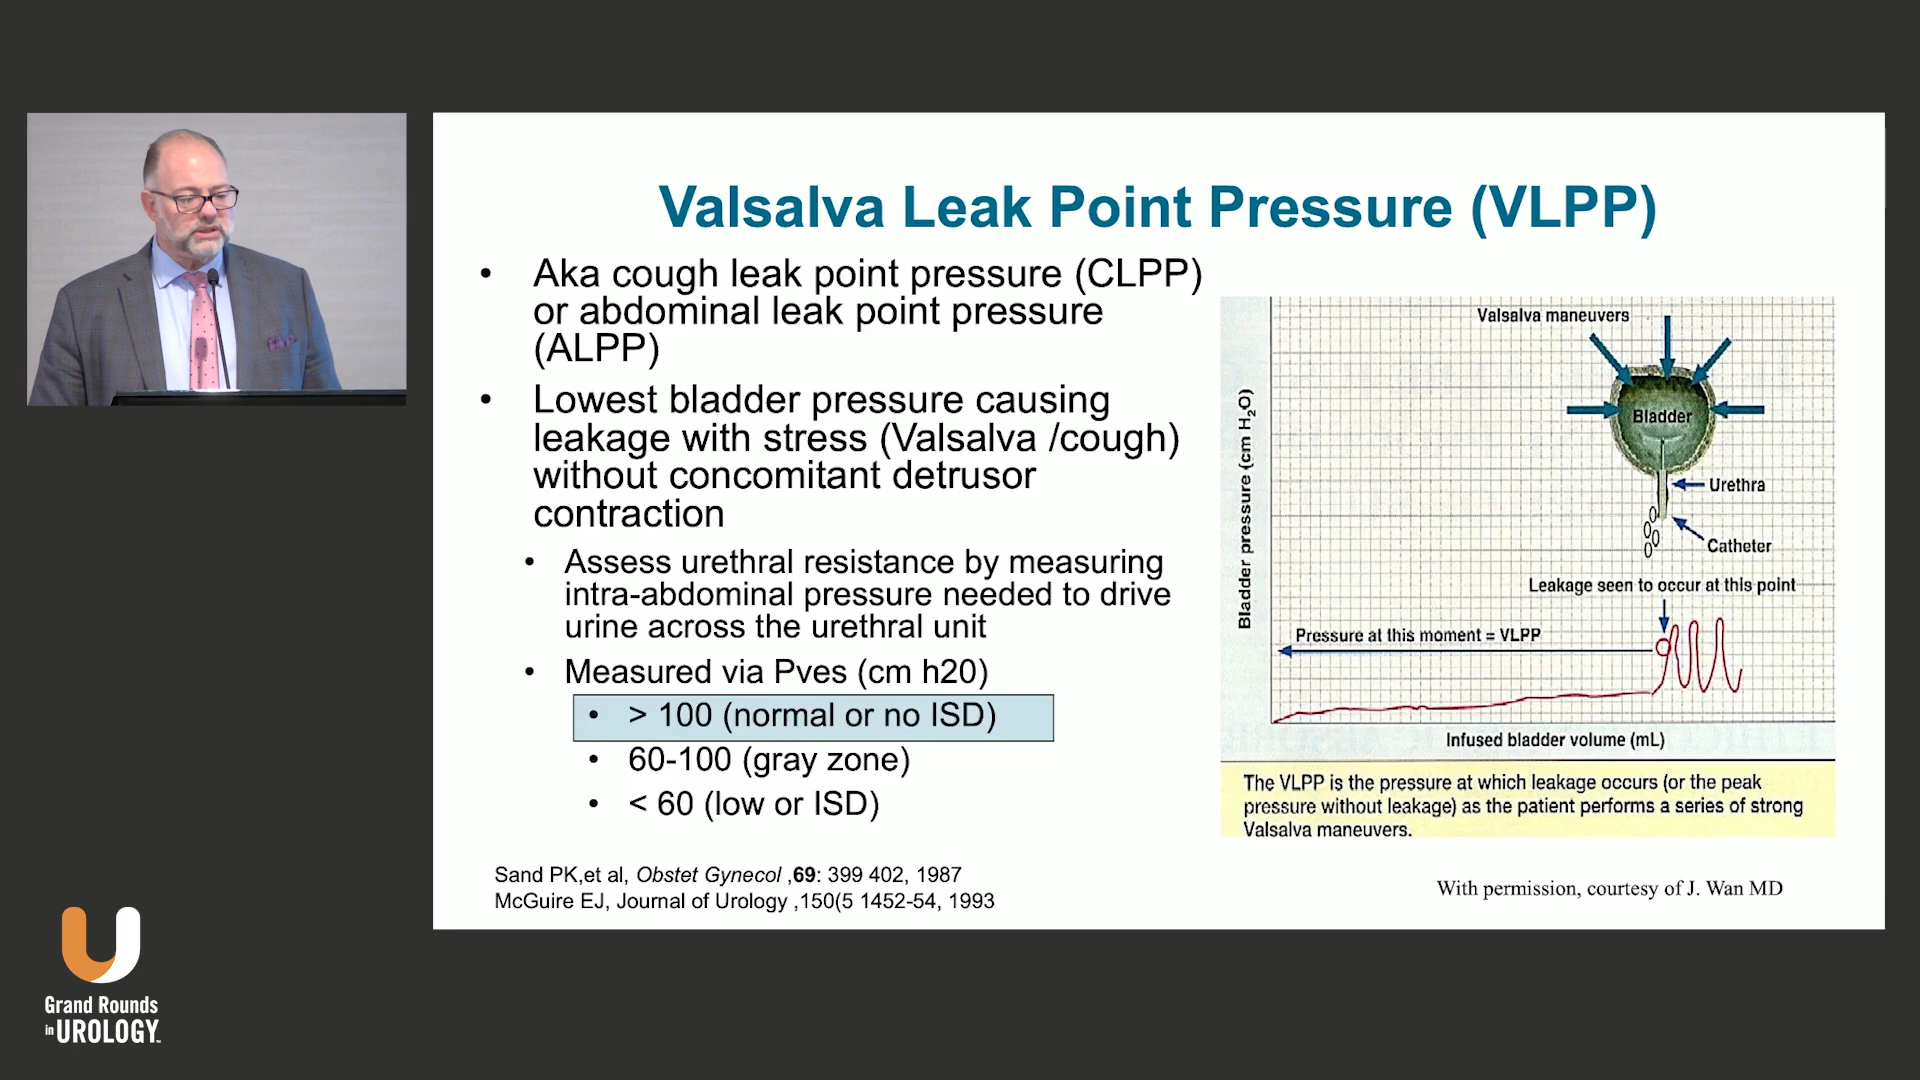 Valsalva Leak Point Pressure (VLPP)
• Aka cough leak point pressure (CLPP)
or abdominal leak point pressure
(ALPP)
• Lowest bladder pressure causing
leakage with stress (Valsalva /cough)
without concomitant detrusor
contraction
• Assess urethral resistance by measuring
intra-abdominal pressure needed to drive
urine across the urethral unit
• Measured via Pves (cm h20)
• > 100 (normal or no ISD)
• 60-100 (gray zone)
• < 60 (low or ISD)
Sand PK,et al, Obstet Gynecol ,69: 399 402, 1987
McGuire EJ, Journal of Urology ,150(5 1452-54, 1993
Valsalva maneuvers
Bladder
Urethra
Catheter
Leakage seen to occur at this point
Pressure at this moment = VLPP
Bladder pressure (cm H₂O)
Infused bladder volume (mL)
The VLPP is the pressure at which leakage occurs (or the peak
pressure without leakage) as the patient performs a series of strong
Valsalva maneuvers.
With permission, courtesy of J. Wan MD
Grand Rounds
in UROLOGY™